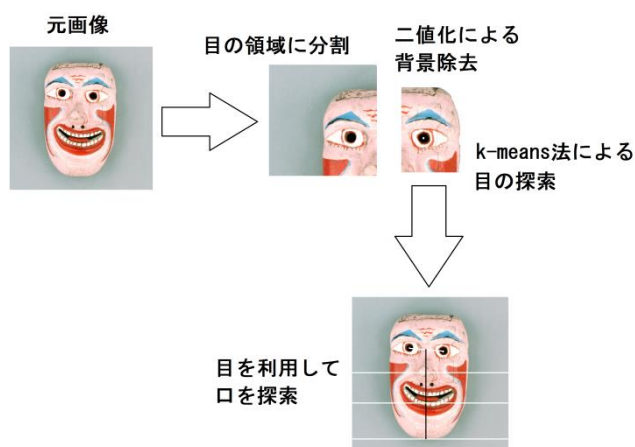 元画像
目の領域に分割
二値化による
背景除去
k-means法による
目の探索
目を利用して
口を探索